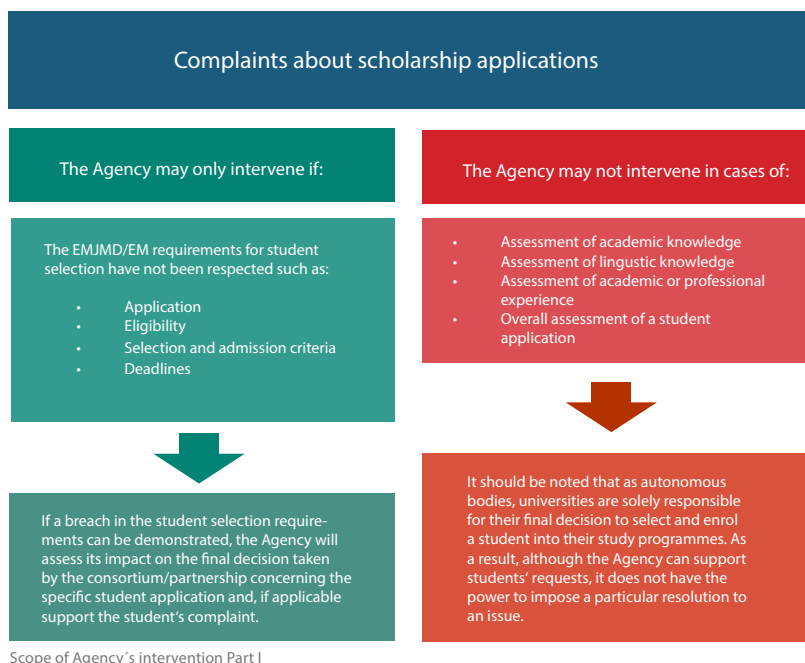 Complaints about scholarship applications
The Agency may only intervene if:
The EMJMD/EM requirements for student
selection have not been respected such as:
• Application
• Eligibility
• Selection and admission criteria
• Deadlines
If a breach in the student selection require-
ments can be demonstrated, the Agency will
assess its impact on the final decision taken
by the consortium/partnership concerning the
specific student application and, if applicable
support the student's complaint.
The Agency may not intervene in cases of:
• Assessment of academic knowledge
• Assessment of lingustic knowledge
• Assessment of academic or professional
experience
• Overall assessment of a student
application
It should be noted that as autonomous
bodies, universities are solely responsible
for their final decision to select and enrol
a student into their study programmes. As
a result, although the Agency can support
students' requests, it does not have the
power to impose a particular resolution to
an issue.
Scope of Agency´s intervention Part I